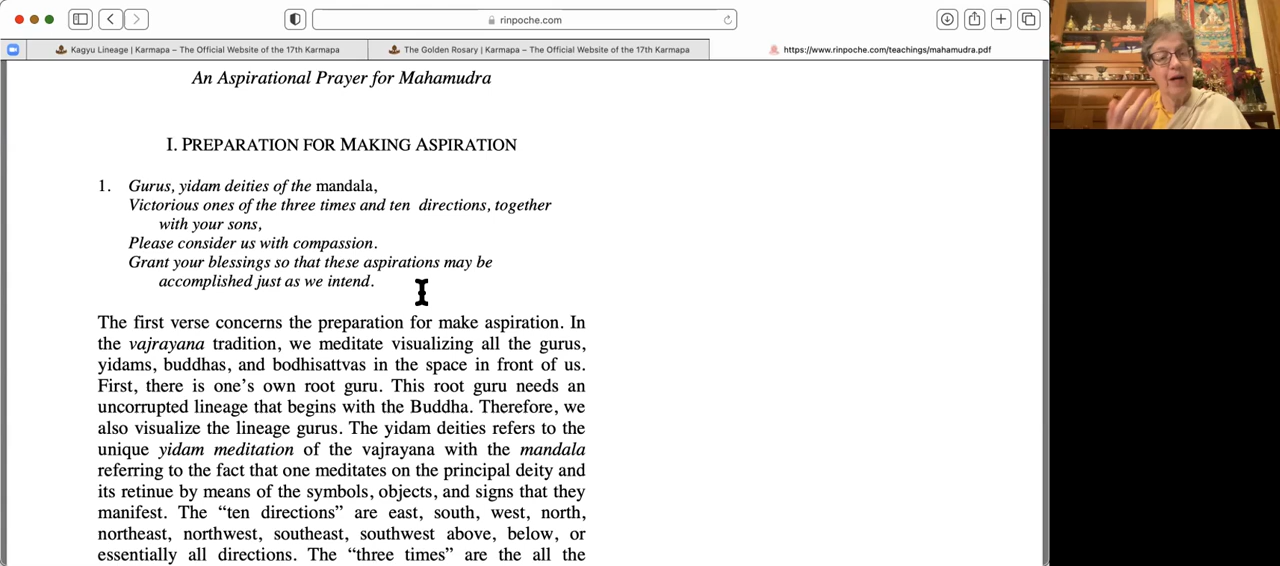 rinpoche.com
Kagyu Lineage | Karmapa – The Official Website of the 17th Karmapa
The Golden Rosary | Karmapa – The Official Website of the 17th Karmapa
https://www.rinpoche.com/teachings/mahamudra.pdf
An Aspirational Prayer for Mahamudra
I. PREPARATION FOR MAKING ASPIRATION
1. Gurus, yidam deities of the mandala,
Victorious ones of the three times and ten directions, together
with your sons,
Please consider us with compassion.
Grant your blessings so that these aspirations may be
accomplished just as we intend.
The first verse concerns the preparation for make aspiration. In
the vajrayana tradition, we meditate visualizing all the gurus,
yidams, buddhas, and bodhisattvas in the space in front of us.
First, there is one’s own root guru. This root guru needs an
uncorrupted lineage that begins with the Buddha. Therefore, we
also visualize the lineage gurus. The yidam deities refers to the
unique yidam meditation of the vajrayana with the mandala
referring to the fact that one meditates on the principal deity and
its retinue by means of the symbols, objects, and signs that they
manifest. The “ten directions” are east, south, west, north,
northeast, northwest, southeast, southwest above, below, or
essentially all directions. The “three times” are the all the